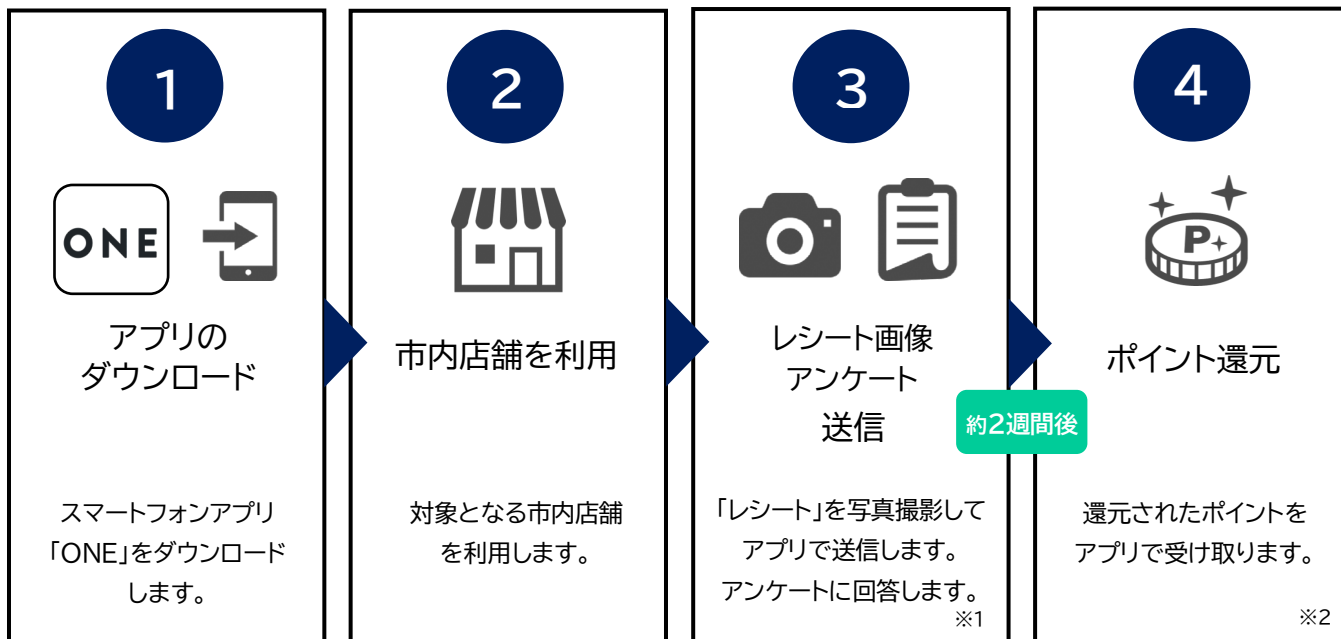 1
ONE
アプリの
ダウンロード
スマートフォンアプリ
「ONE」をダウンロード
します。
2
市内店舗を利用
対象となる市内店舗
を利用します。
3
レシート画像
アンケート
送信
「レシート」を写真撮影して
アプリで送信します。
アンケートに回答します。
※1
約2週間後
4
P+
ポイント還元
還元されたポイントを
アプリで受け取ります。
※2